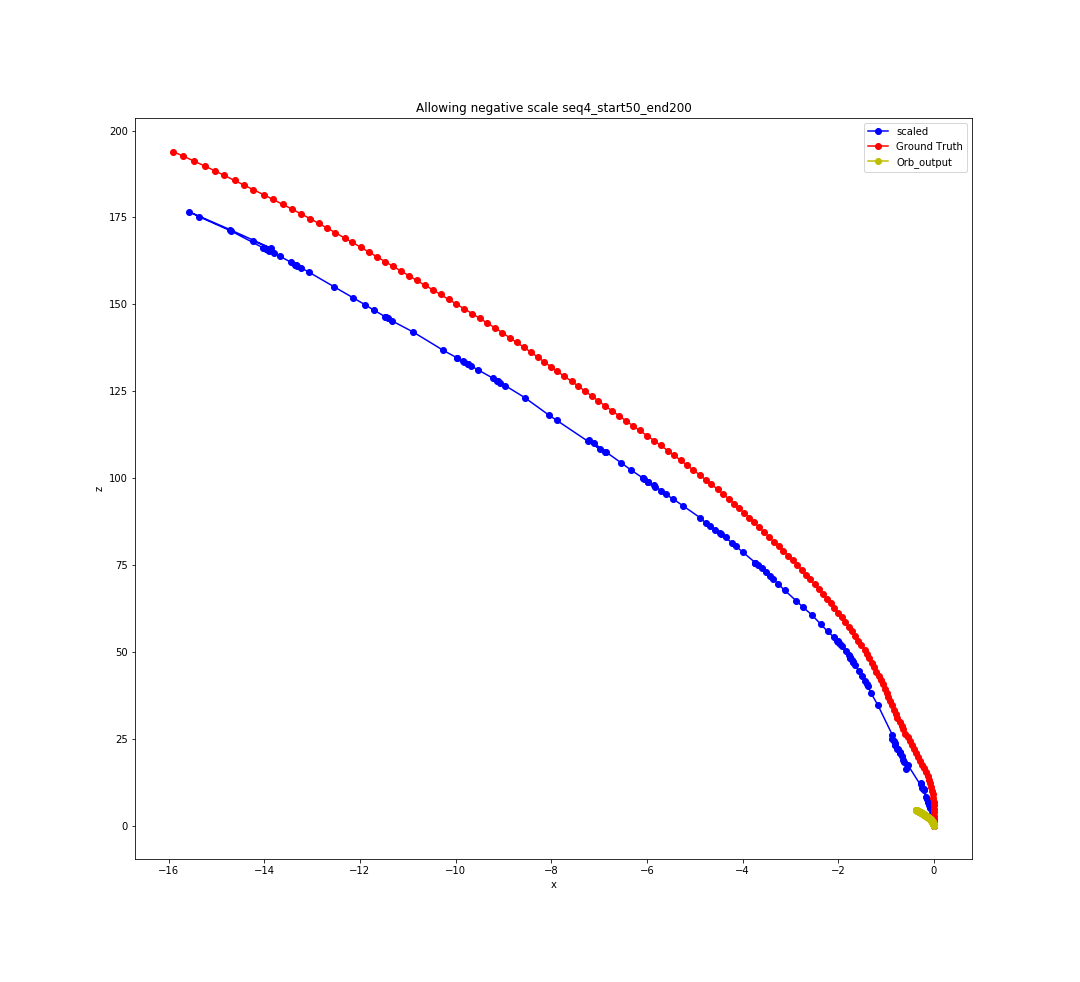 Allowing negative scale seq4_start50_end200
scaled
Ground Truth
Orb_output
200
175
150
125
100
75
50
25
0
z
−16 −14 −12 −10 −8 −6 −4 −2 0
x